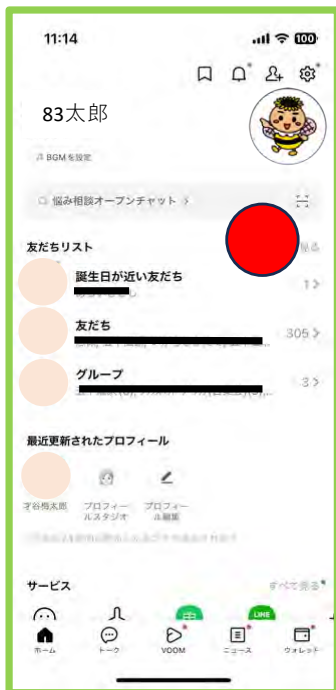 11:14
100
83太郎
BGMを設定
悩み相談オープンチャット
友だちリスト
誕生日が近い友だち
1
友だち
305
グループ
3
最近更新されたプロフィール
才谷梅太郎
プロフィールスタジオ
プロフィール編集
サービス
すべて見る
LINE
ホーム
トーク
VOOM
ニュース
ウォレット